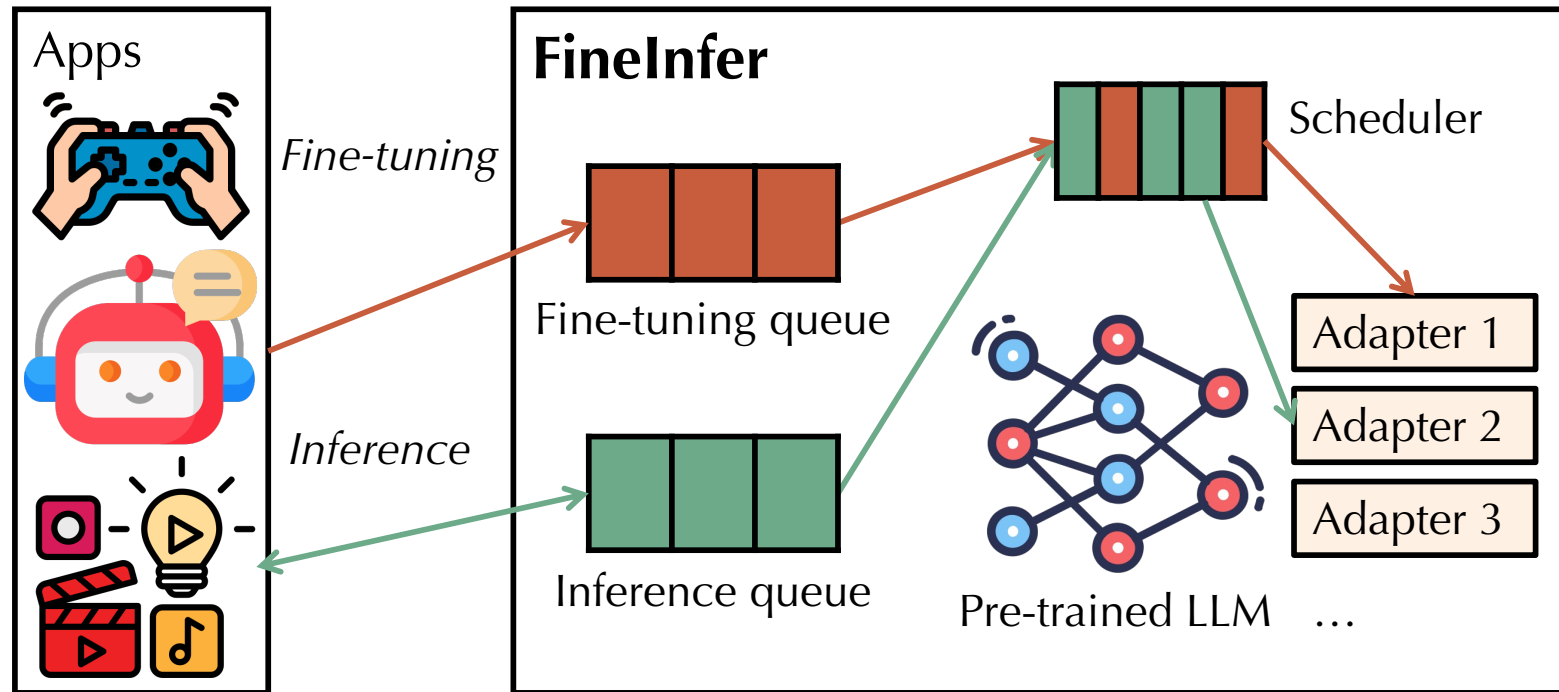 Apps
FineInfer
Scheduler
Fine-tuning
Fine-tuning queue
Adapter 1
Adapter 2
Inference
Adapter 3
Inference queue
Pre-trained LLM ...